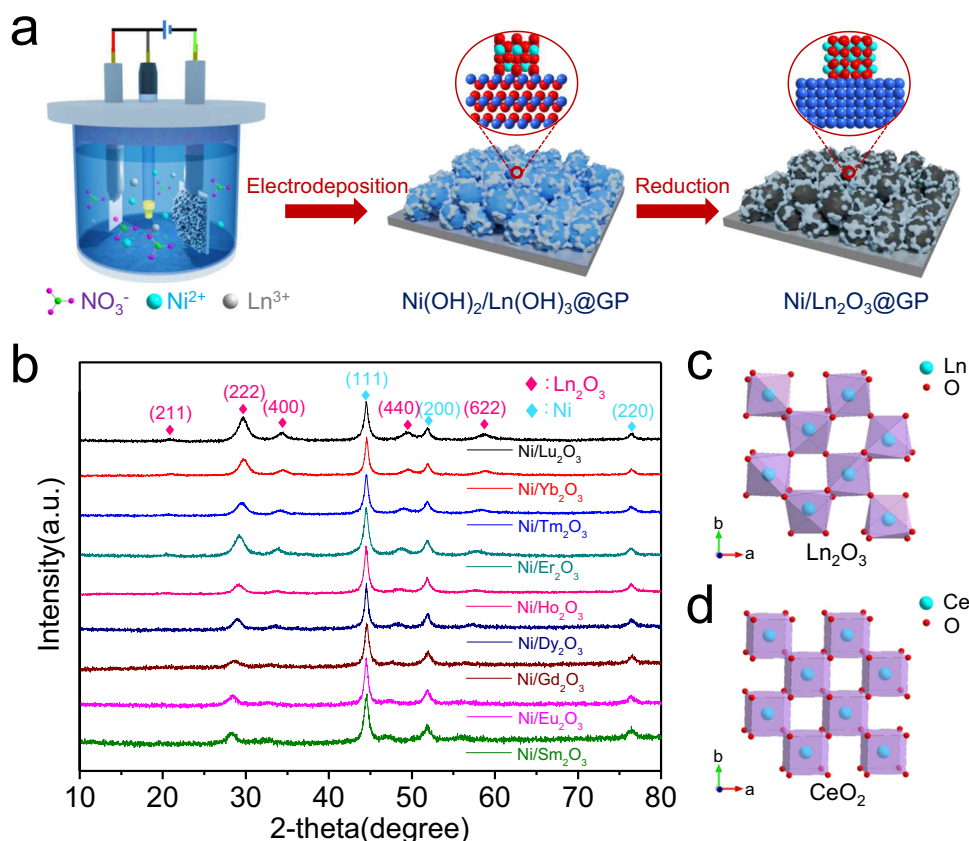 a
Electrodeposition
Reduction
NO₃⁻ Ni²⁺ Ln³⁺
Ni(OH)₂/Ln(OH)₃@GP
Ni/Ln₂O₃@GP
b
Intensity(a.u.)
(211)
(222)
(400)
(111)
(440)
(200)
(622)
(220)
: Ln₂O₃
: Ni
Ni/Lu₂O₃
Ni/Yb₂O₃
Ni/Tm₂O₃
Ni/Er₂O₃
Ni/Ho₂O₃
Ni/Dy₂O₃
Ni/Gd₂O₃
Ni/Eu₂O₃
Ni/Sm₂O₃
10 20 30 40 50 60 70 80
2-theta(degree)
c
Ln
O
b
a
Ln₂O₃
d
Ce
O
b
a
CeO₂